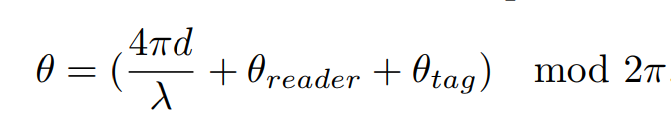 θ = (4πd/λ + θ_reader + θ_tag) mod 2π